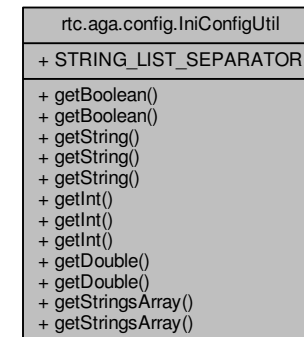 rtc.aga.config.IniConfigUtil
+ STRING_LIST_SEPARATOR
+ getBoolean()
+ getBoolean()
+ getString()
+ getString()
+ getString()
+ getInt()
+ getInt()
+ getInt()
+ getDouble()
+ getDouble()
+ getStringsArray()
+ getStringsArray()